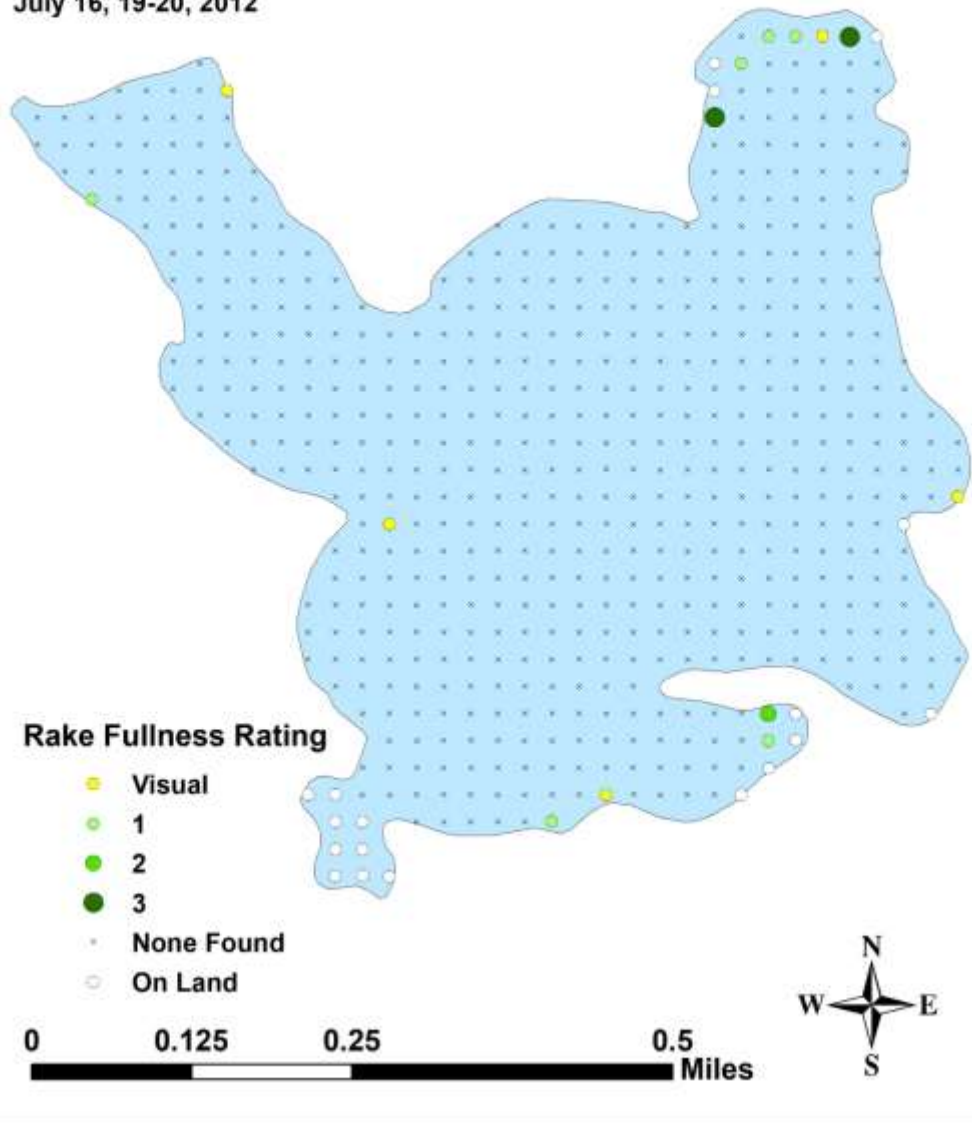 July 16, 19-20, 2012
Rake Fullness Rating
Visual
1
2
3
None Found
On Land
N
W E
S
0 0.125 0.25 0.5
Miles